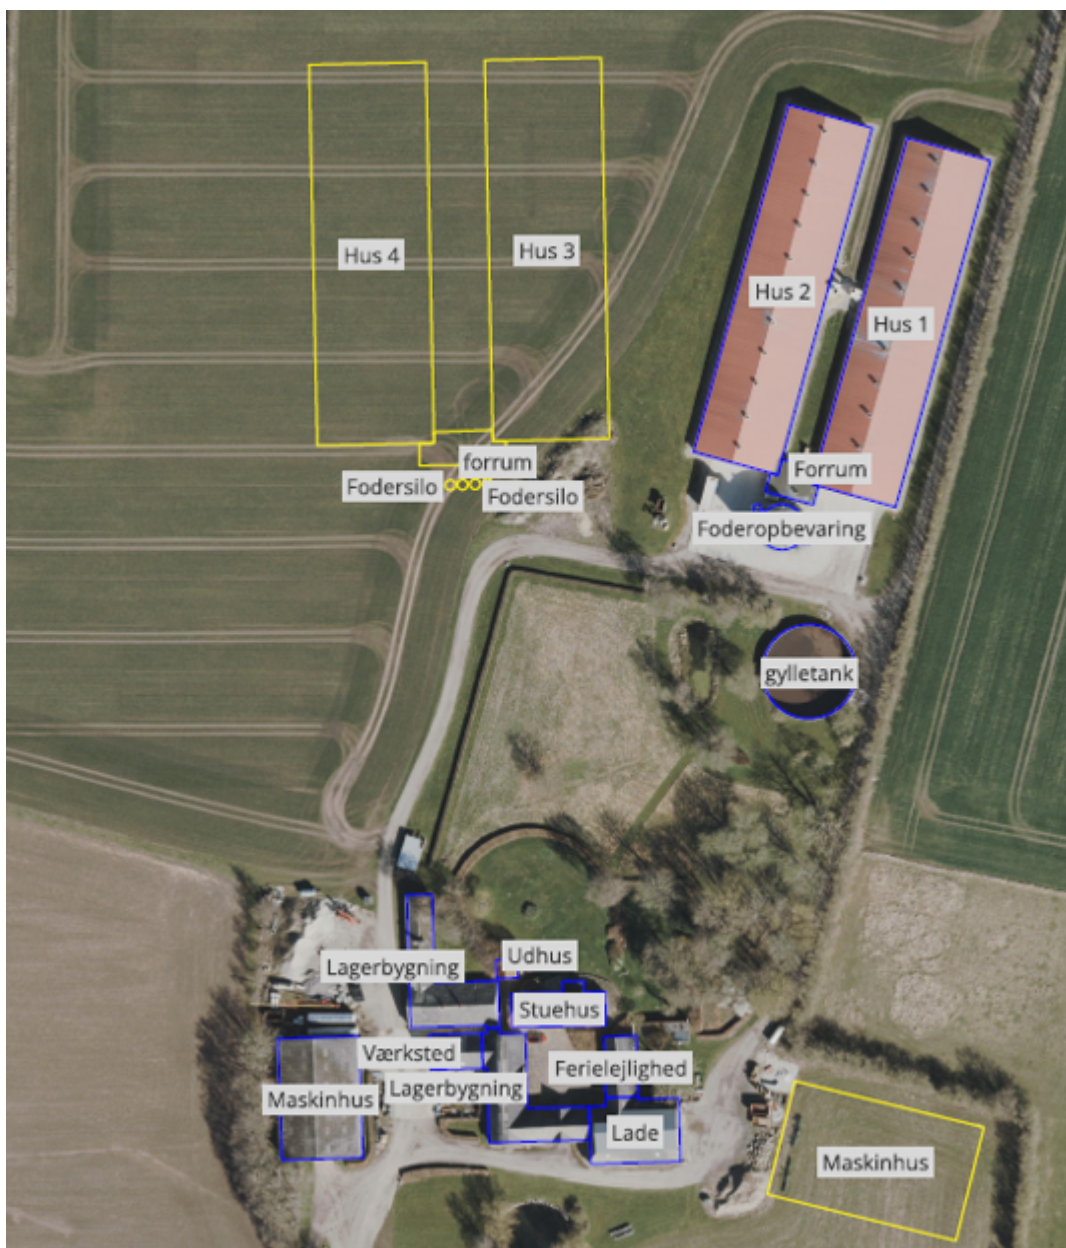 Hus 4
Hus 3
Hus 2
Hus 1
forrum
Forrum
Fodersilo
Fodersilo
Foderopbevaring
gylletank
Udhus
Lagerbygning
Stuehus
Værksted
Ferielejlighed
Lagerbygning
Maskinhus
Lade
Maskinhus